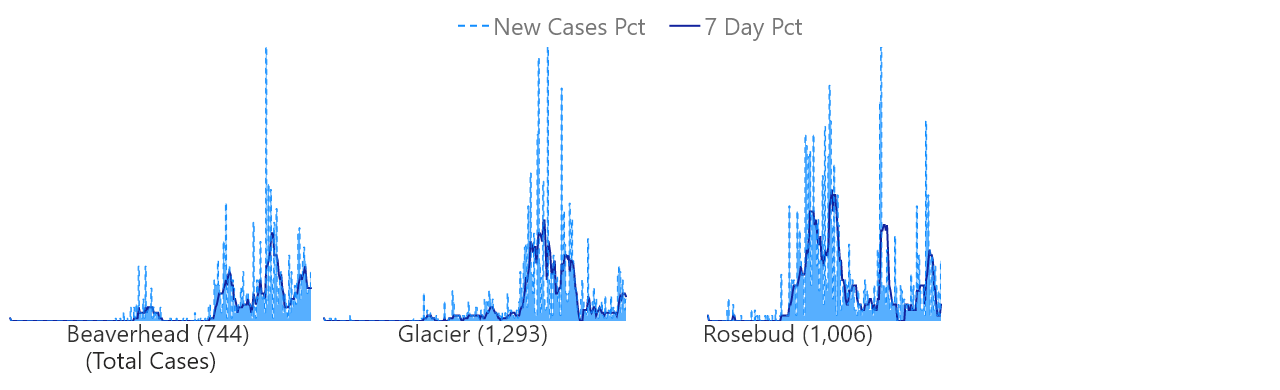 New Cases Pct 7 Day Pct
Beaverhead (744) Glacier (1,293) Rosebud (1,006)
(Total Cases)